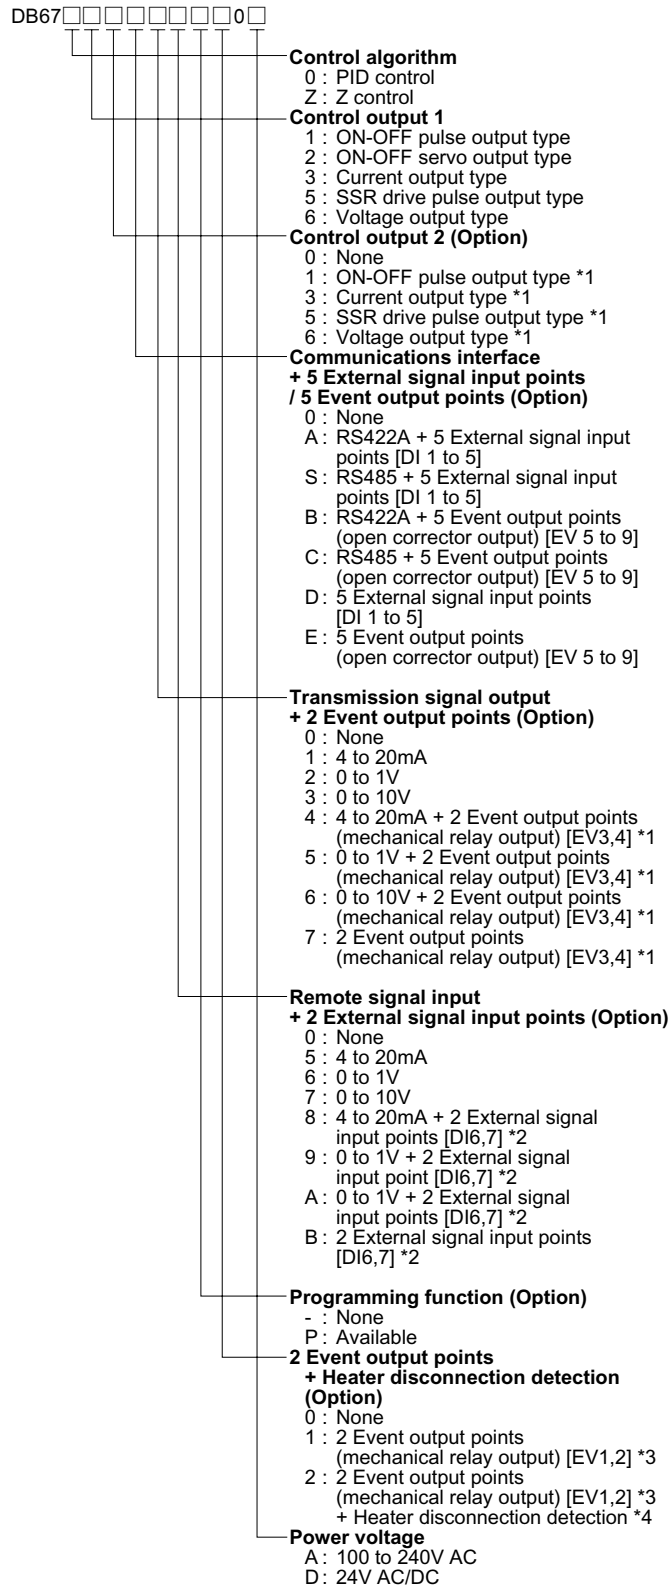 DB67□□□□□□□□0□
Control algorithm
0 : PID control
Z : Z control
Control output 1
1 : ON-OFF pulse output type
2 : ON-OFF servo output type
3 : Current output type
5 : SSR drive pulse output type
6 : Voltage output type
Control output 2 (Option)
0 : None
1 : ON-OFF pulse output type *1
3 : Current output type *1
5 : SSR drive pulse output type *1
6 : Voltage output type *1
Communications interface
+ 5 External signal input points
/ 5 Event output points (Option)
0 : None
A : RS422A + 5 External signal input
points [DI 1 to 5]
S : RS485 + 5 External signal input
points [DI 1 to 5]
B : RS422A + 5 Event output points
(open corrector output) [EV 5 to 9]
C : RS485 + 5 Event output points
(open corrector output) [EV 5 to 9]
D : 5 External signal input points
[DI 1 to 5]
E : 5 Event output points
(open corrector output) [EV 5 to 9]
Transmission signal output
+ 2 Event output points (Option)
0 : None
1 : 4 to 20mA
2 : 0 to 1V
3 : 0 to 10V
4 : 4 to 20mA + 2 Event output points
(mechanical relay output) [EV3,4] *1
5 : 0 to 1V + 2 Event output points
(mechanical relay output) [EV3,4] *1
6 : 0 to 10V + 2 Event output points
(mechanical relay output) [EV3,4] *1
7 : 2 Event output points
(mechanical relay output) [EV3,4] *1
Remote signal input
+ 2 External signal input points (Option)
0 : None
5 : 4 to 20mA
6 : 0 to 1V
7 : 0 to 10V
8 : 4 to 20mA + 2 External signal
input points [DI6,7] *2
9 : 0 to 1V + 2 External signal
input point [DI6,7] *2
A : 0 to 1V + 2 External signal
input points [DI6,7] *2
B : 2 External signal input points
[DI6,7] *2
Programming function (Option)
- : None
P : Available
2 Event output points
+ Heater disconnection detection
(Option)
0 : None
1 : 2 Event output points
(mechanical relay output) [EV1,2] *3
2 : 2 Event output points
(mechanical relay output) [EV1,2] *3
+ Heater disconnection detection *4
Power voltage
A : 100 to 240V AC
D : 24V AC/DC